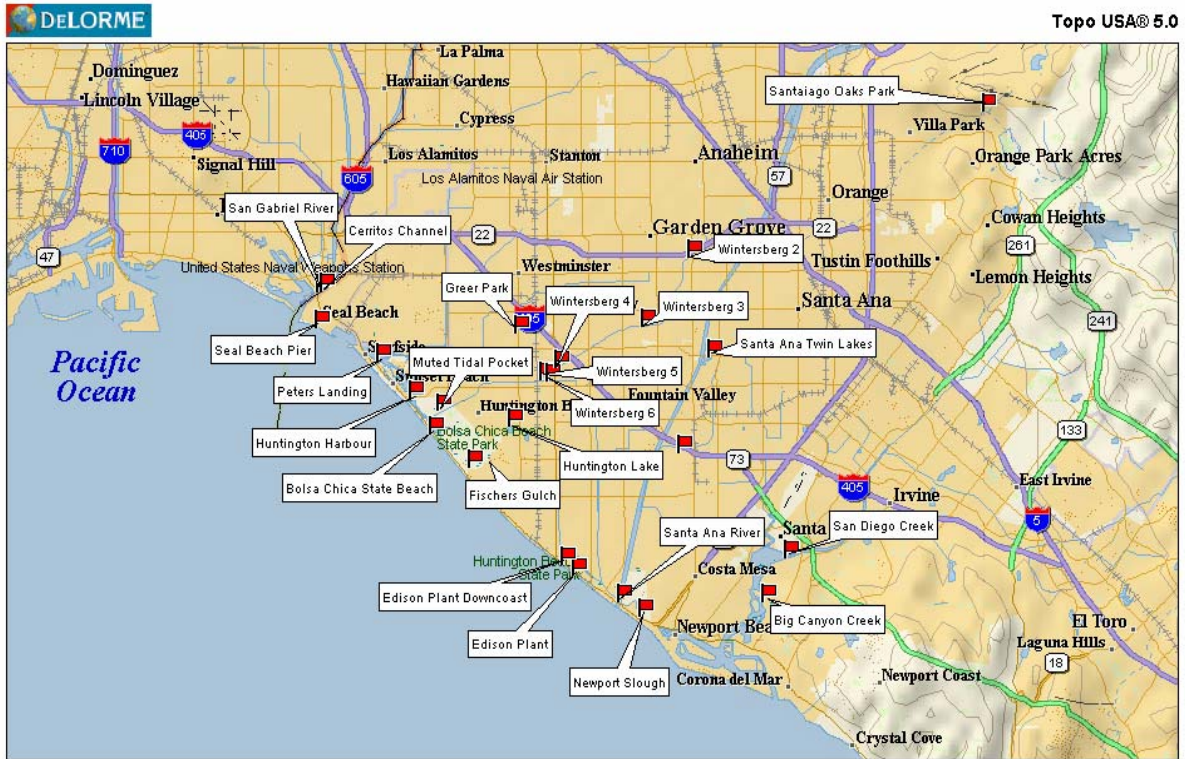 DELORME
Topo USA® 5.0
La Palma
Dominguez
Hawaiian Gardens
Santaiago Oaks Park
Lincoln Village
Cypress
Villa Park
405
710
Signal Hill
Los Alamitos
Stanton
Anaheim
Orange Park Acres
605
Los Alamitos Naval Air Station
57
Orange
San Gabriel River
Cerritos Channel
Cowan Heights
Garden Grove
22
22
261
47
Wintersberg 2
United States Naval Weapons Station
Westminster
Tustin Foothills
Lemon Heights
Greer Park
Wintersberg 4
Wintersberg 3
Santa Ana
Seal Beach
241
Seal Beach Pier
Santa Ana Twin Lakes
Pacific
Ocean
Muted Tidal Pocket
Wintersberg 5
Peters Landing
Fountain Valley
Wintersberg 6
Huntington Harbour
Bolsa Chica Beach
State Park
133
Huntington Lake
73
Bolsa Chica State Beach
Fischers Gulch
405
Irvine
East Irvine
5
Santa Ana River
Santa
San Diego Creek
Huntington
State Park
Costa Mesa
Edison Plant Downcoast
Big Canyon Creek
Newport
El Toro
Edison Plant
Laguna Hills
18
Newport Slough
Corona del Mar
Newport Coast
Crystal Cove